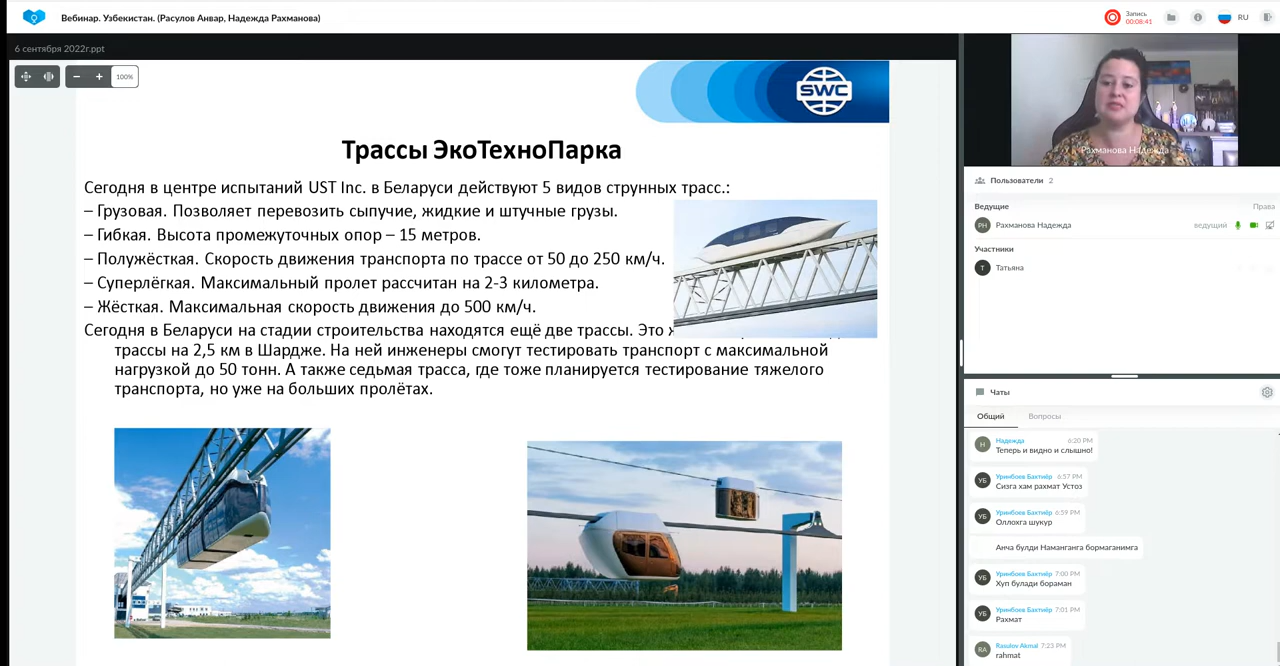 Вебинар. Узбекистан. (Расулов Анвар, Надежда Рахманова)
Запись
00:08:41
RU
6 сентября 2022г.ppt
100%
SWC
Трассы ЭкоТехноПарка
Сегодня в центре испытаний UST Inc. в Беларуси действуют 5 видов струнных трасс.:
– Грузовая. Позволяет перевозить сыпучие, жидкие и штучные грузы.
– Гибкая. Высота промежуточных опор – 15 метров.
– Полужёсткая. Скорость движения транспорта по трассе от 50 до 250 км/ч.
– Суперлёгкая. Максимальный пролет рассчитан на 2-3 километра.
– Жёсткая. Максимальная скорость движения до 500 км/ч.
Сегодня в Беларуси на стадии строительства находятся ещё две трассы. Это
трассы на 2,5 км в Шардже. На ней инженеры смогут тестировать транспорт с максимальной
нагрузкой до 50 тонн. А также седьмая трасса, где тоже планируется тестирование тяжелого
транспорта, но уже на больших пролётах.
Рахманова Надежда
Пользователи 2
Ведущие
Права
РН
Рахманова Надежда
ведущий
Участники
Т
Татьяна
Чаты
Общий
Вопросы
Н
Надежда 6:20 PM
Теперь и видно и слышно!
УБ
Уринбоев Бахтиёр 6:57 PM
Сизга хам рахмат Устоз
УБ
Уринбоев Бахтиёр 6:59 PM
Оллохга шукур
Анча булди Наманганга бормаганимга
УБ
Уринбоев Бахтиёр 7:00 PM
Хуп булади бораман
УБ
Уринбоев Бахтиёр 7:01 PM
Рахмат
RA
Rasulov Akmal 7:23 PM
rahmat